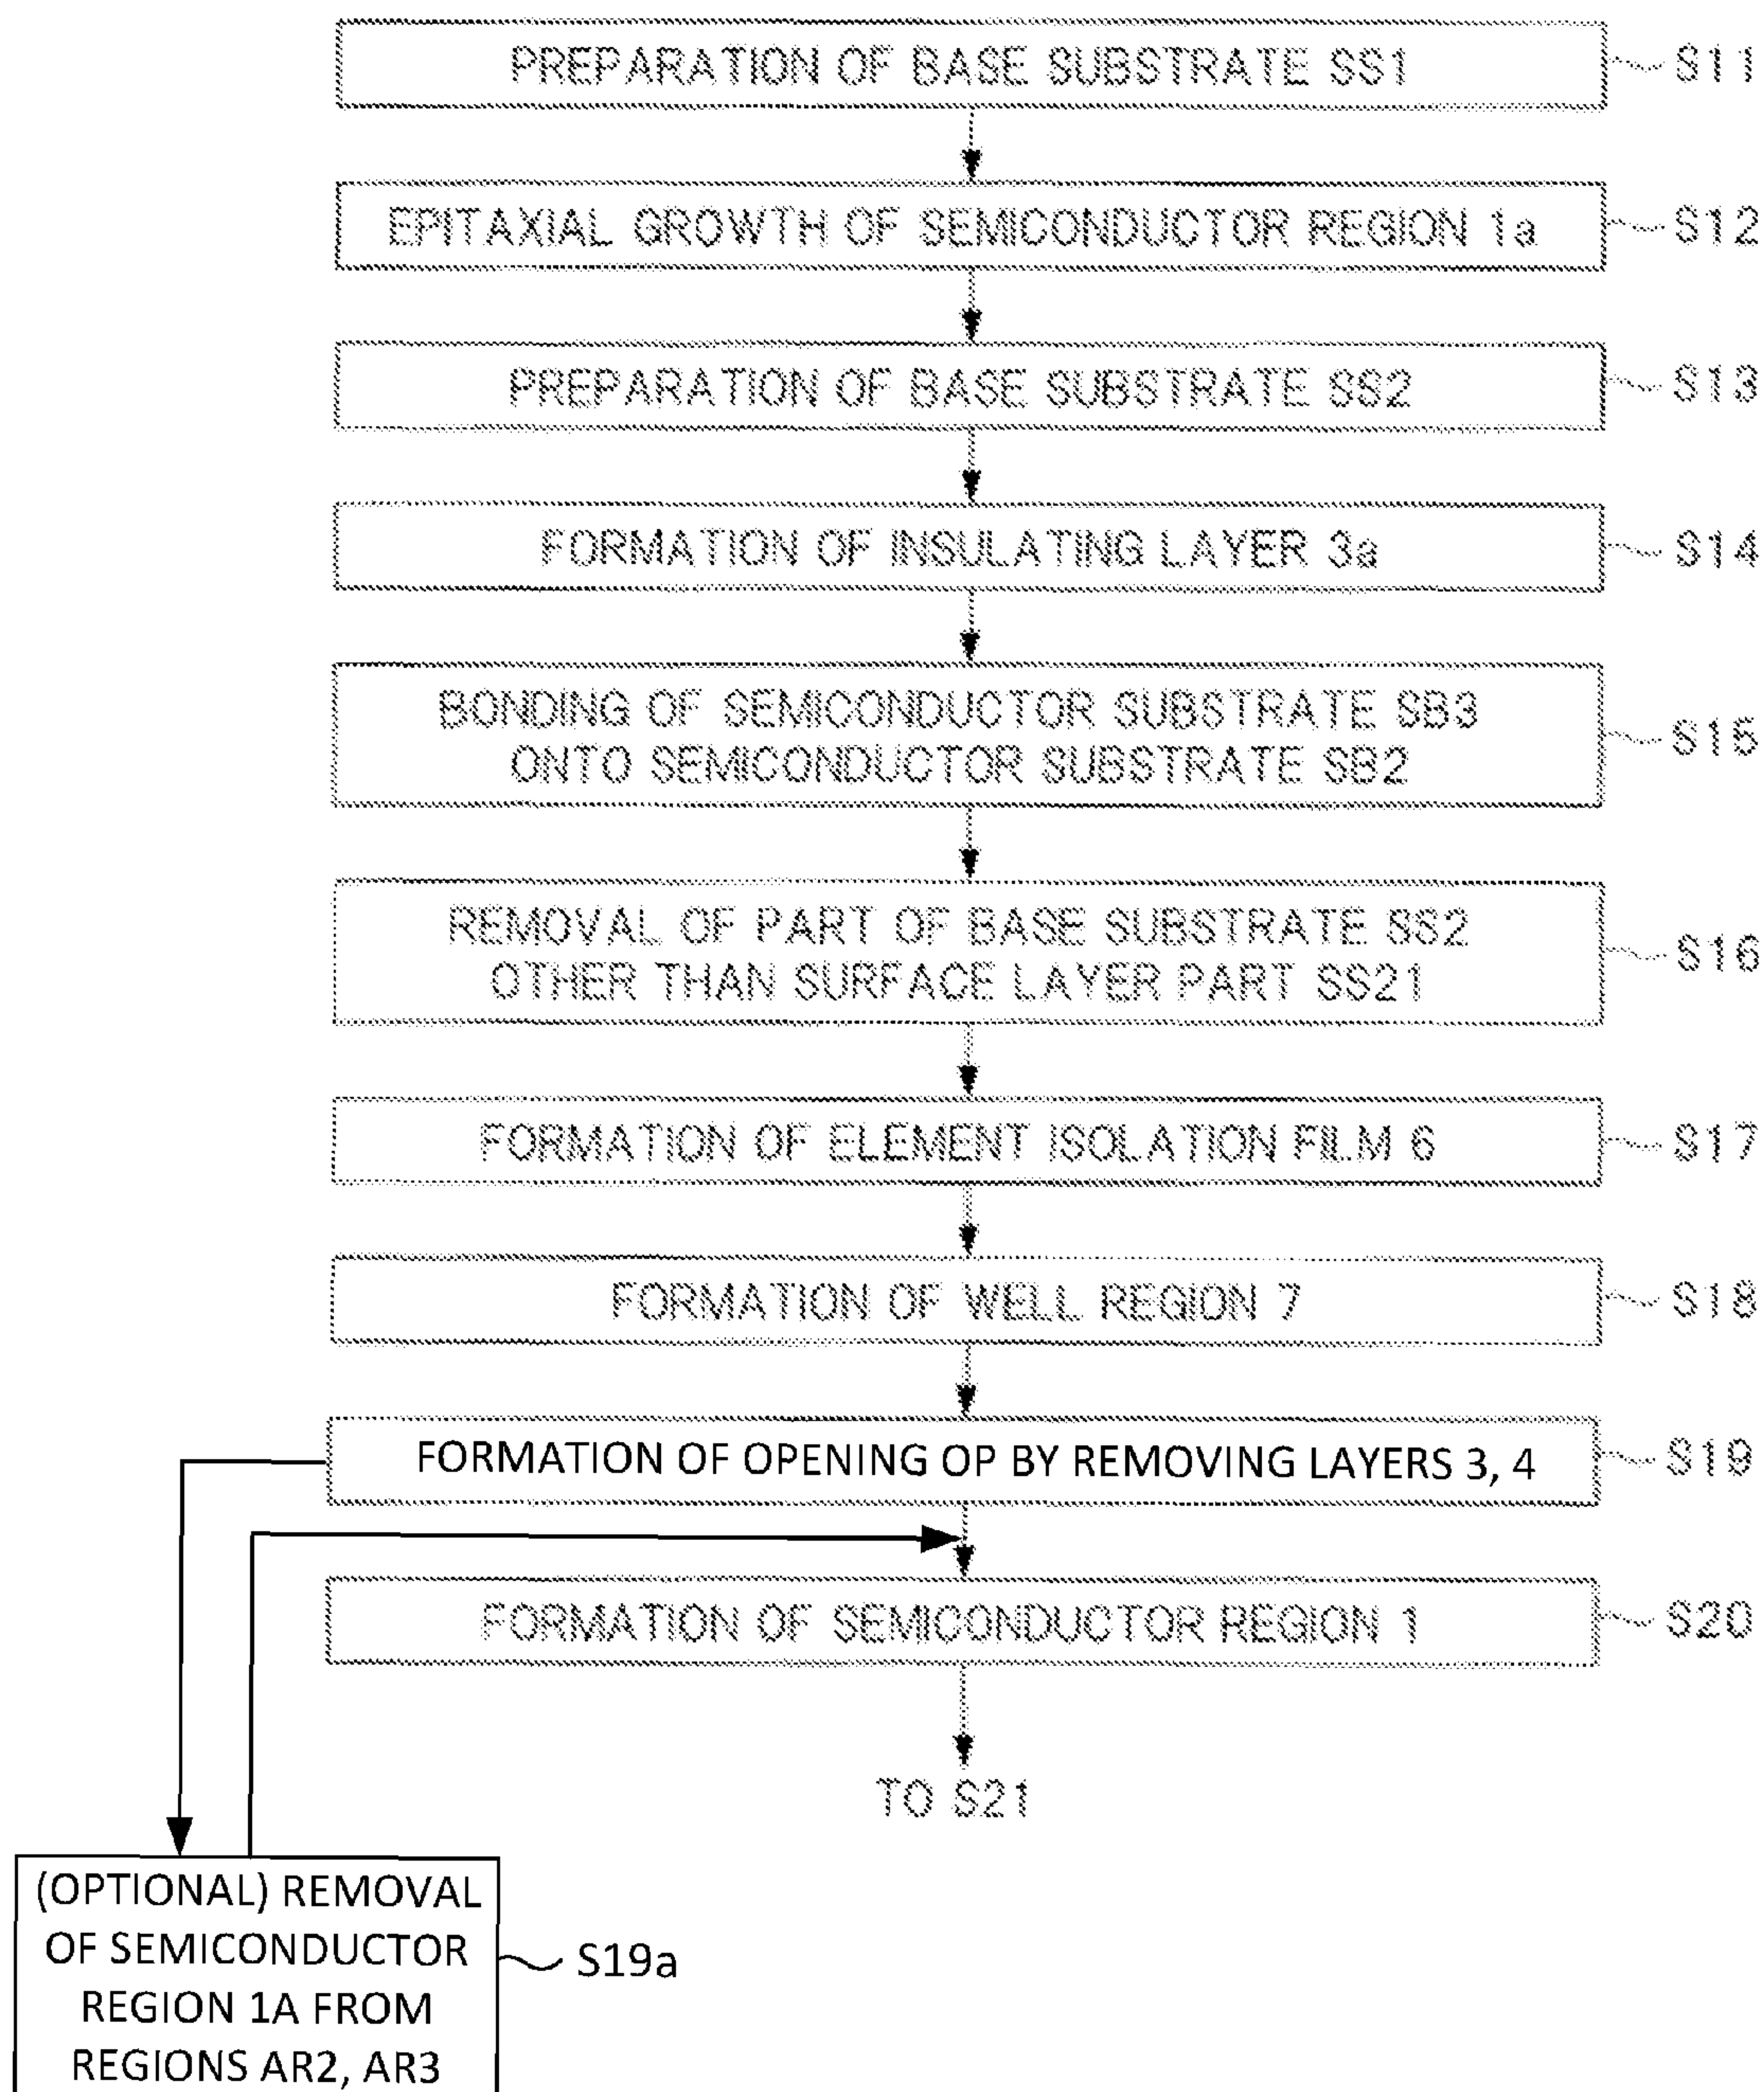 PREPARATION OF BASE SUBSTRATE SS1
S11
EPITAXIAL GROWTH OF SEMICONDUCTOR REGION 1a
S12
PREPARATION OF BASE SUBSTRATE SS2
S13
FORMATION OF INSULATING LAYER 3a
S14
BONDING OF SEMICONDUCTOR SUBSTRATE SB3
ONTO SEMICONDUCTOR SUBSTRATE SB2
S15
REMOVAL OF PART OF BASE SUBSTRATE SS2
OTHER THAN SURFACE LAYER PART SS21
S16
FORMATION OF ELEMENT ISOLATION FILM 6
S17
FORMATION OF WELL REGION 7
S18
FORMATION OF OPENING OP BY REMOVING LAYERS 3, 4
S19
FORMATION OF SEMICONDUCTOR REGION 1
S20
TO S21
(OPTIONAL) REMOVAL
OF SEMICONDUCTOR
REGION 1A FROM
REGIONS AR2, AR3
S19a